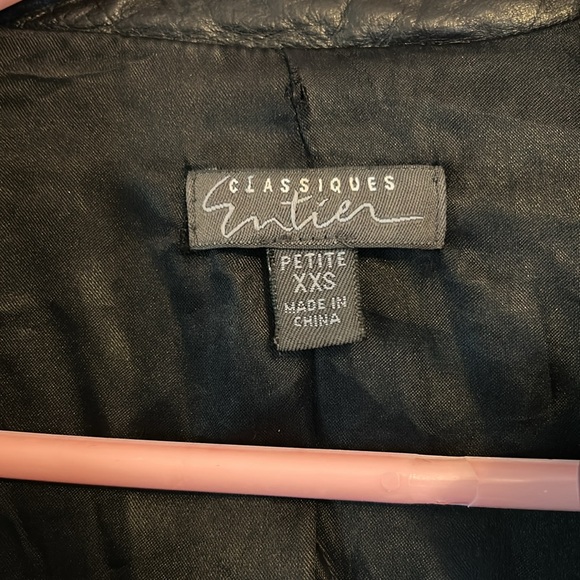 CLASSIQUES
Entier
PETITE
XXS
MADE IN
CHINA